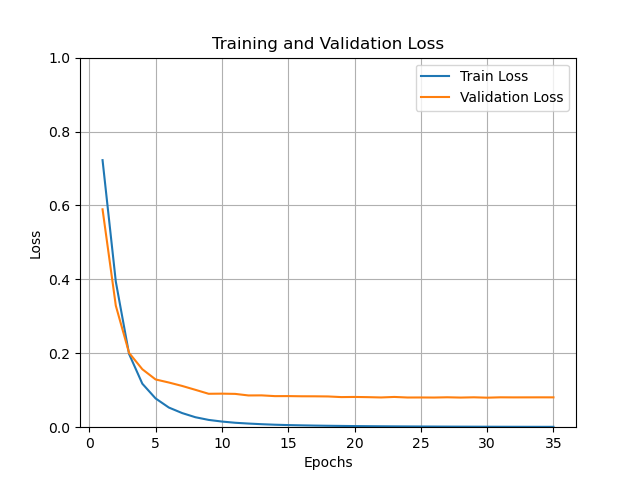 Training and Validation Loss
Train Loss
Validation Loss
Loss
1.0
0.8
0.6
0.4
0.2
0.0
0 5 10 15 20 25 30 35
Epochs